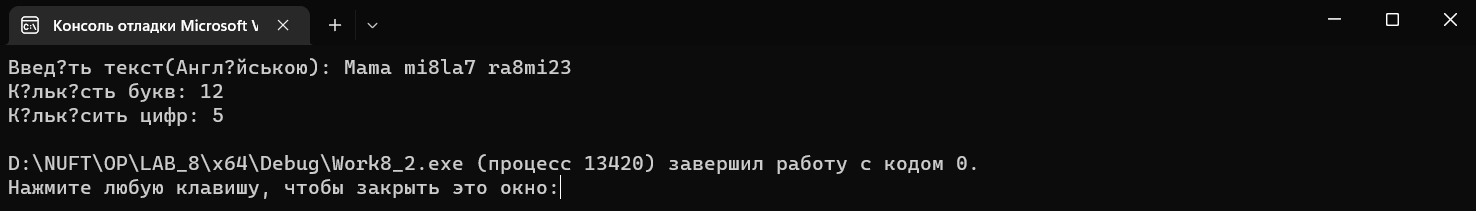 Консоль отладки Microsoft V
Введ?ть текст(Англ?йською): Mama mi8la7 ra8mi23
К?льк?сть букв: 12
К?льк?сить цифр: 5
D:\NUFT\OP\LAB_8\x64\Debug\Work8_2.exe (процесс 13420) завершил работу с кодом 0.
Нажмите любую клавишу, чтобы закрыть это окно: